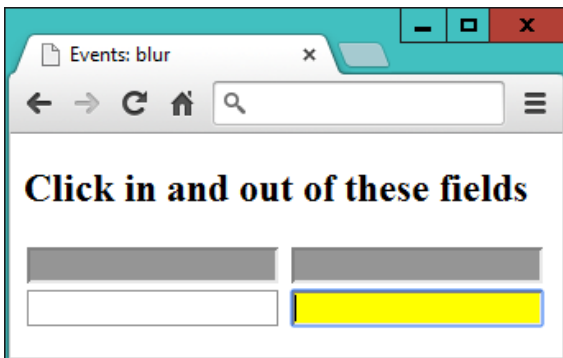 Events: blur
Click in and out of these fields